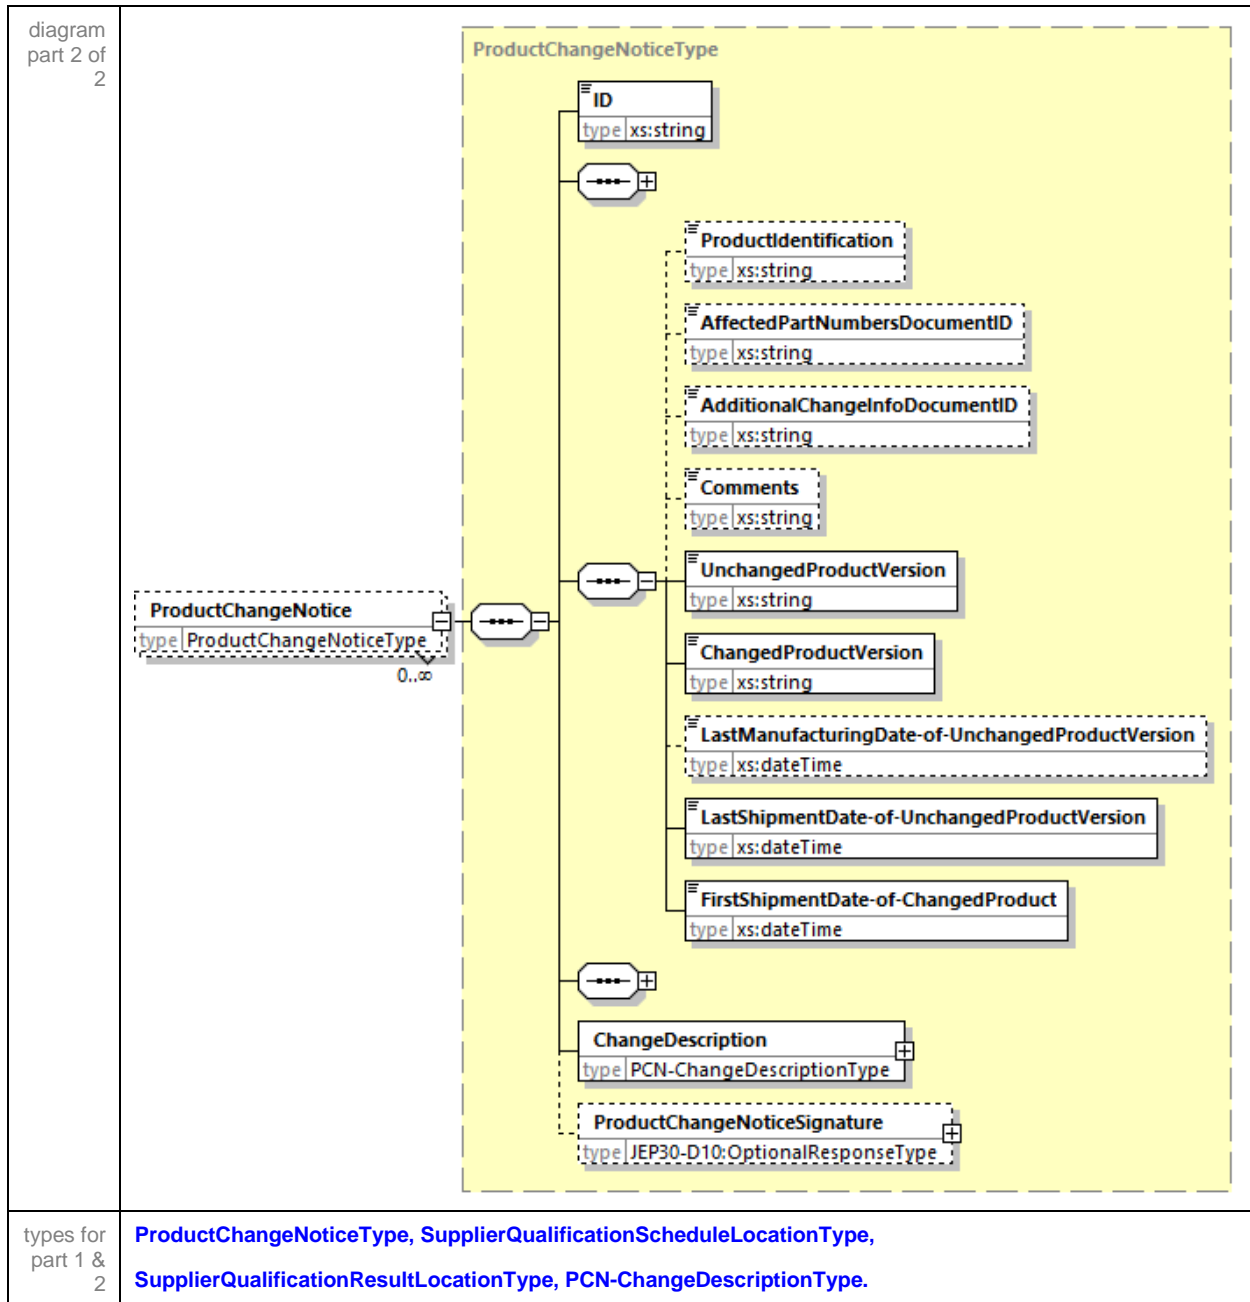 diagram
part 2 of
2
ProductChangeNoticeType
ID
type xs:string
ProductIdentification
type xs:string
AffectedPartNumbersDocumentID
type xs:string
AdditionalChangeInfoDocumentID
type xs:string
Comments
type xs:string
UnchangedProductVersion
type xs:string
ProductChangeNotice
type ProductChangeNoticeType
0..∞
ChangedProductVersion
type xs:string
LastManufacturingDate-of-UnchangedProductVersion
type xs:dateTime
LastShipmentDate-of-UnchangedProductVersion
type xs:dateTime
FirstShipmentDate-of-ChangedProduct
type xs:dateTime
ChangeDescription
type PCN-ChangeDescriptionType
ProductChangeNoticeSignature
type JEP30-D10:OptionalResponseType
types for
part 1 &
2
ProductChangeNoticeType, SupplierQualificationScheduleLocationType,
SupplierQualificationResultLocationType, PCN-ChangeDescriptionType.